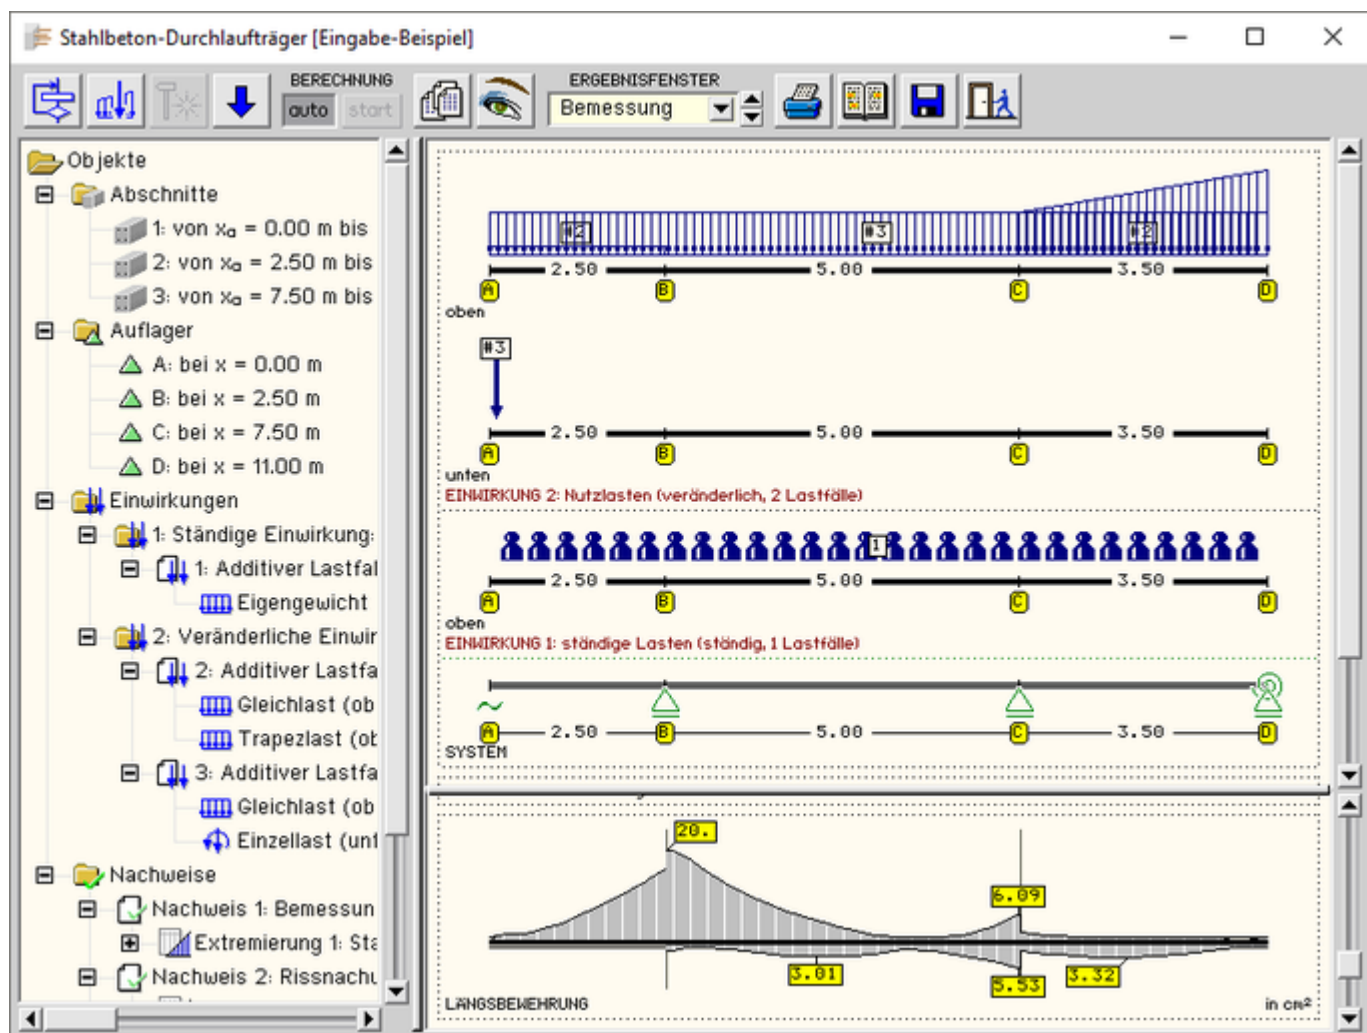 Stahlbeton-Durchlaufträger [Eingabe-Beispiel]
BERECHNUNG
auto start
ERGEBNISFENSTER
Bemessung
Objekte
Abschnitte
1: von xₐ = 0.00 m bis
2: von xₐ = 2.50 m bis
3: von xₐ = 7.50 m bis
Auflager
A: bei x = 0.00 m
B: bei x = 2.50 m
C: bei x = 7.50 m
D: bei x = 11.00 m
Einwirkungen
1: Ständige Einwirkung:
1: Additiver Lastfal
Eigengewicht
2: Veränderliche Einwir
2: Additiver Lastfa
Gleichlast (ob
Trapezlast (ob
3: Additiver Lastfa
Gleichlast (ob
Einzellast (unt
Nachweise
Nachweis 1: Bemessun
Extremierung 1: Sta
Nachweis 2: Rissnachw
#2 #3 #2
2.50 5.00 3.50
A B C D
oben
#3
2.50 5.00 3.50
A B C D
unten
EINWIRKUNG 2: Nutzlasten (veränderlich, 2 Lastfälle)
1
2.50 5.00 3.50
A B C D
oben
EINWIRKUNG 1: ständige Lasten (ständig, 1 Lastfälle)
A 2.50 B 5.00 C 3.50 D
SYSTEM
20.
6.09
3.01 5.53 3.32
LÄNGSBEWEHRUNG in cm²